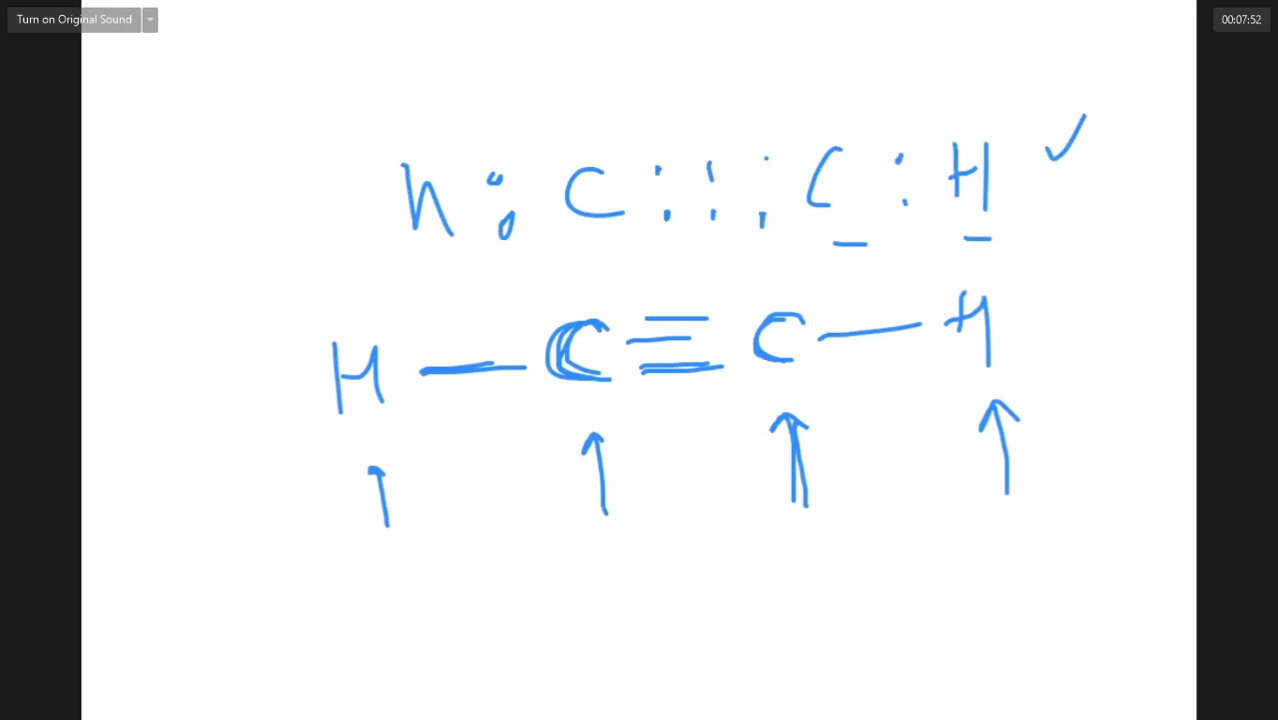 Turn on Original Sound
00:07:52
H : C ⋮⋮ C : H ✓
H — C ≡ C — H